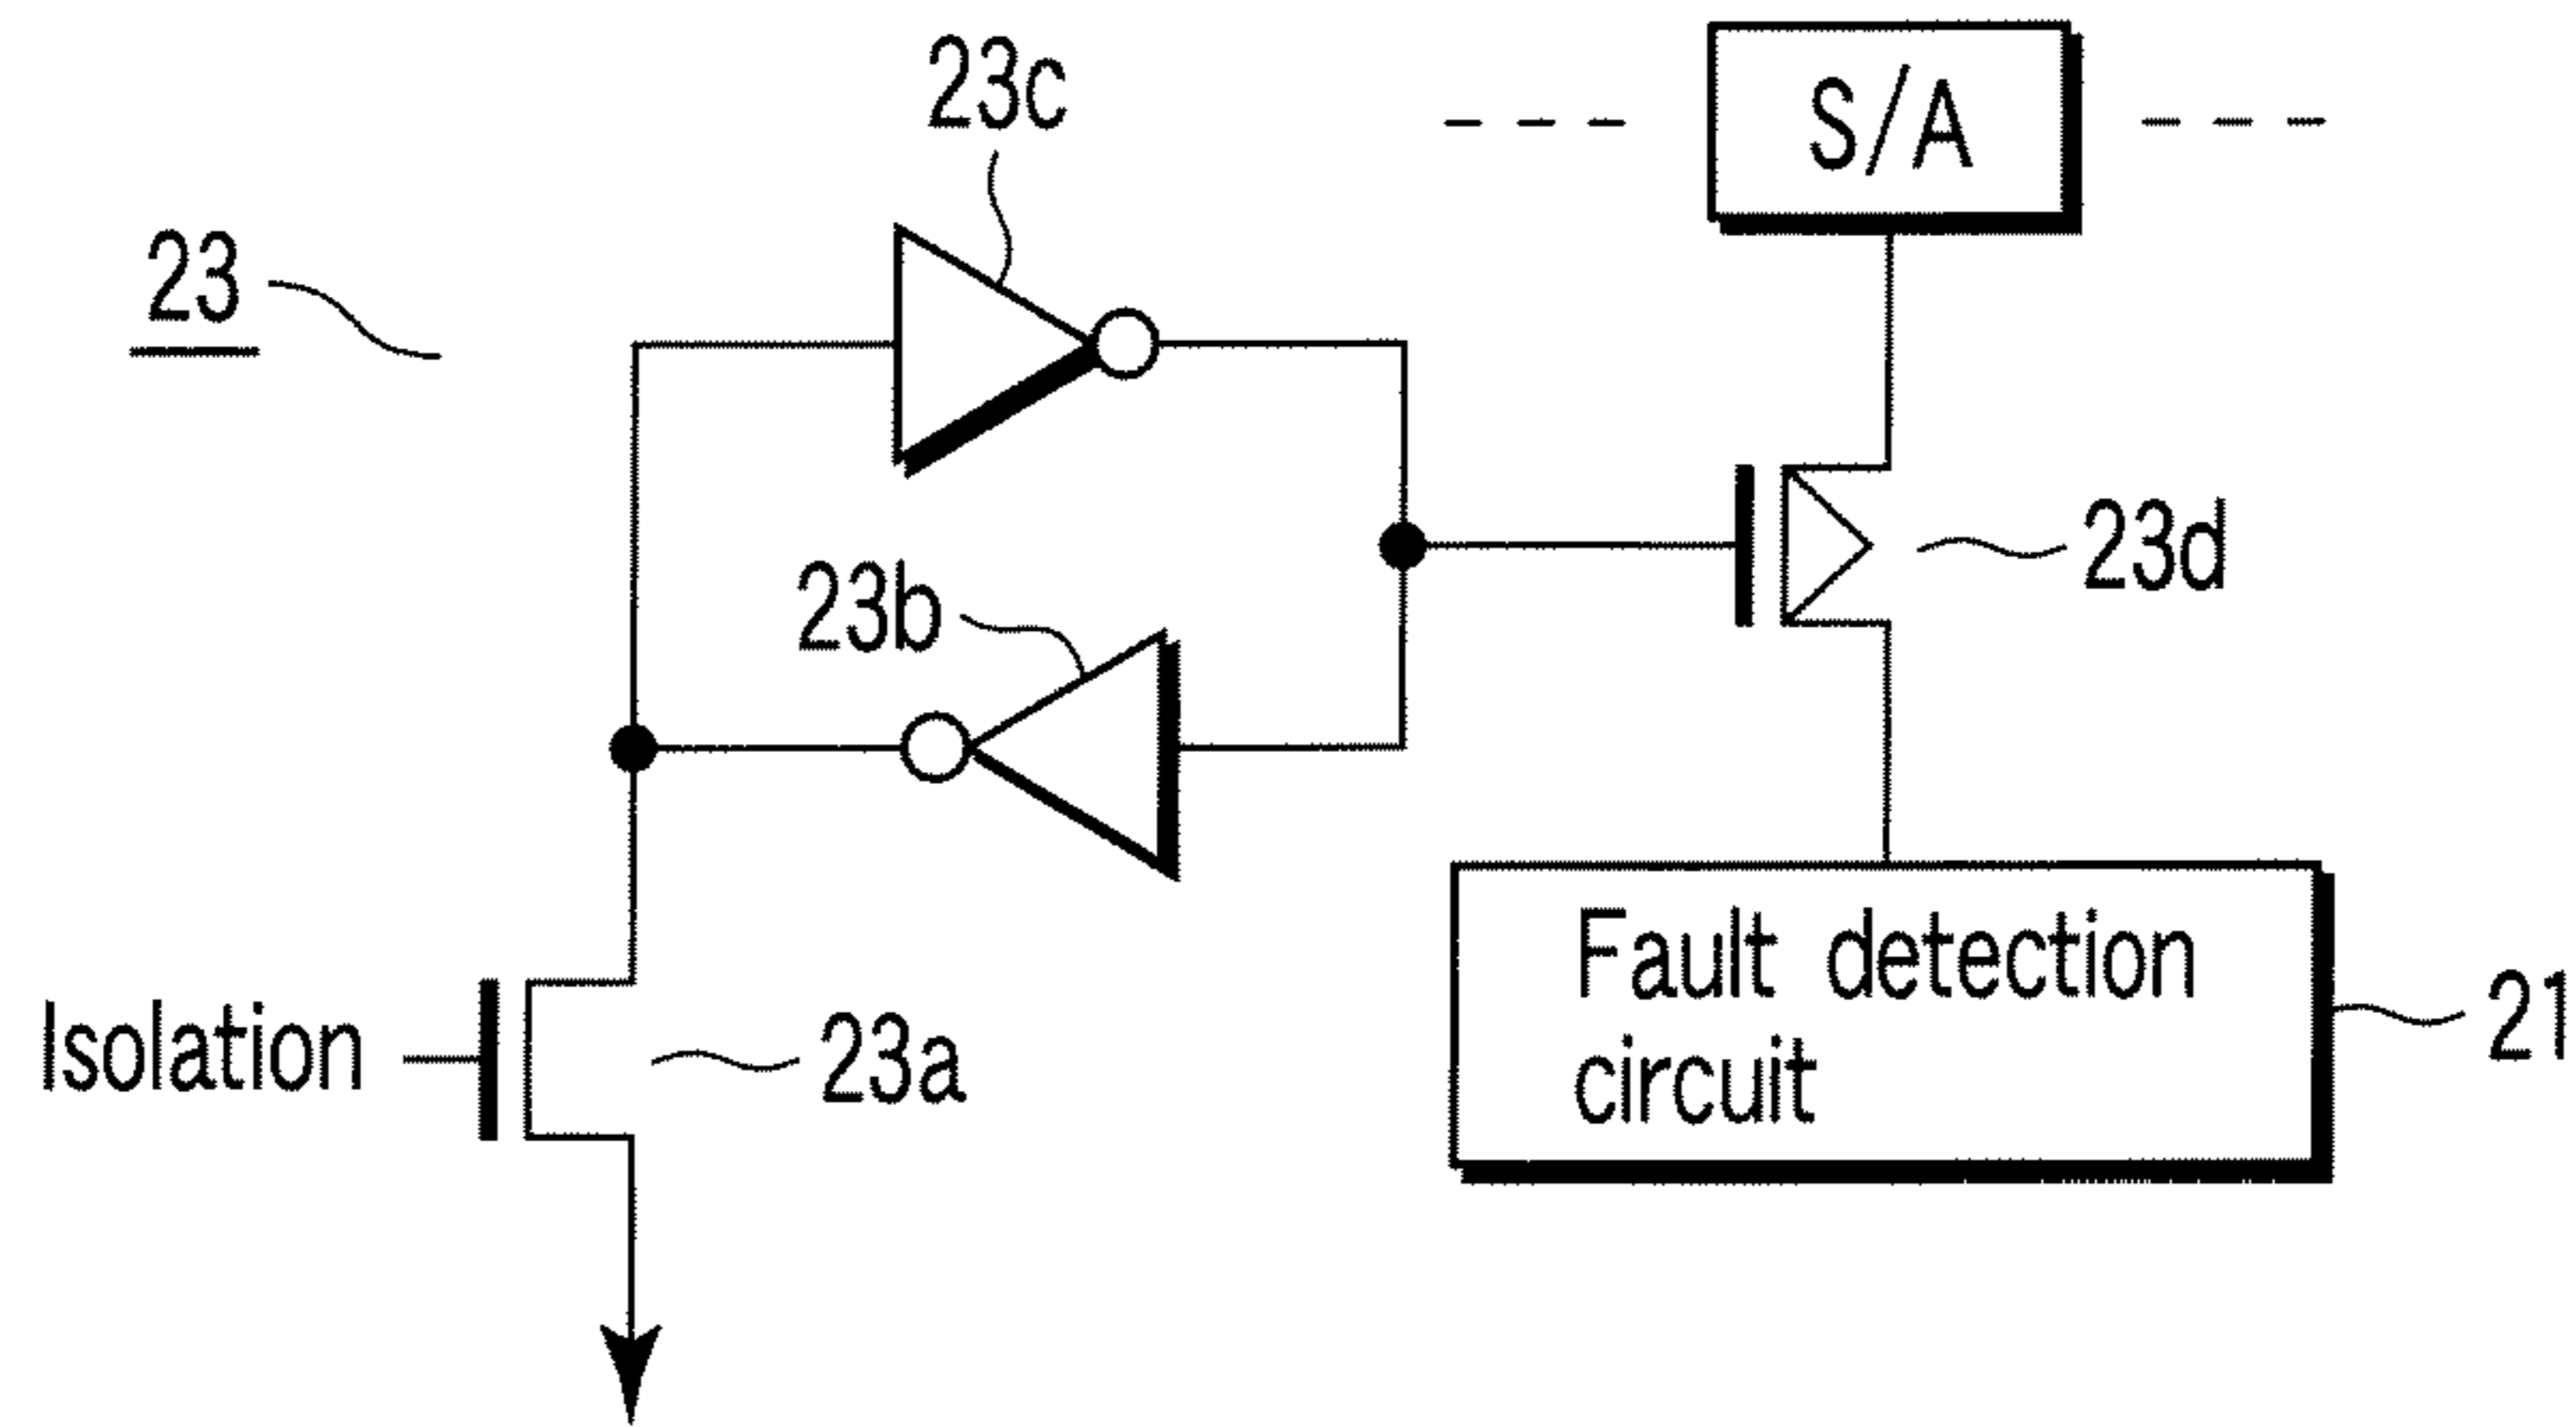 23c
S/A
23
23b
23d
Fault detection
circuit
21
Isolation
23a